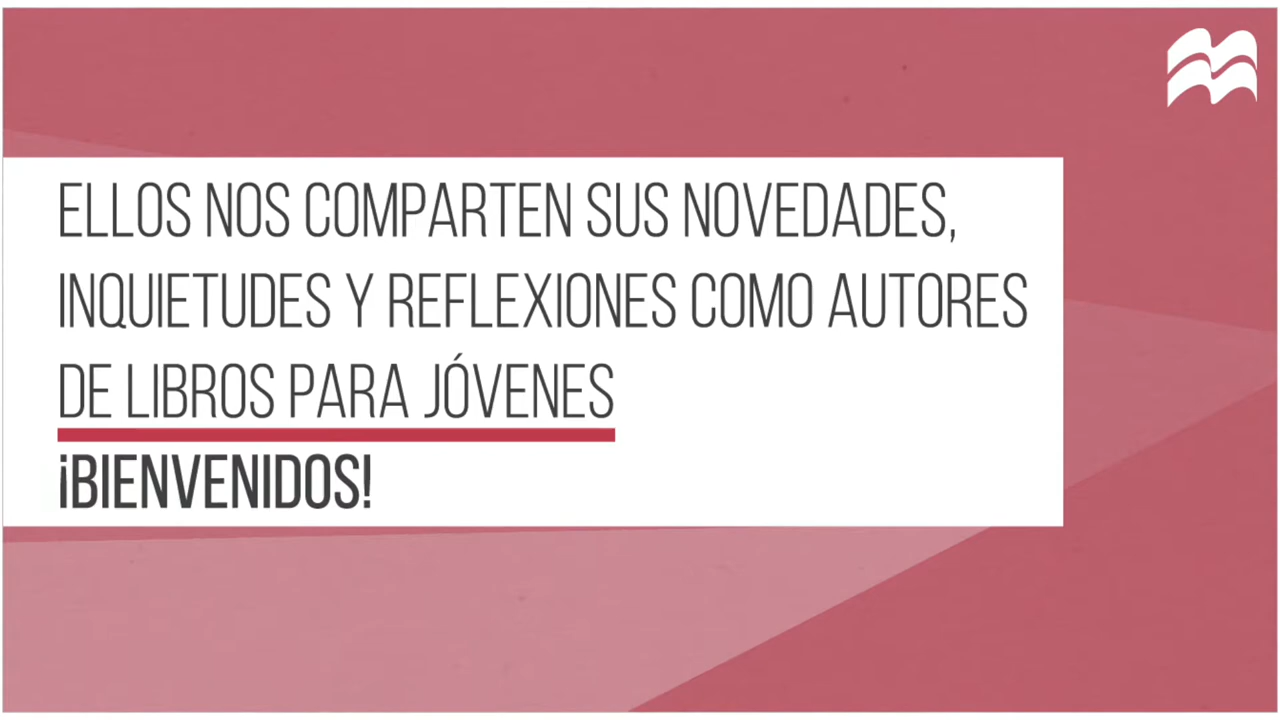 ELLOS NOS COMPARTEN SUS NOVEDADES,
INQUIETUDES Y REFLEXIONES COMO AUTORES
DE LIBROS PARA JÓVENES
¡BIENVENIDOS!